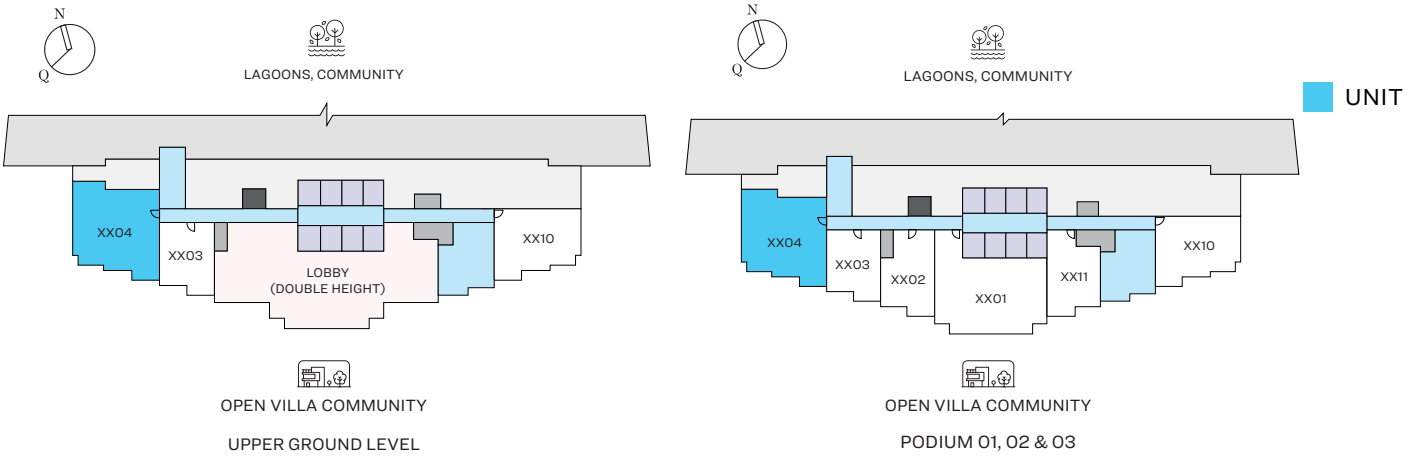 N
Q
LAGOONS, COMMUNITY
XX04
XX03
LOBBY
(DOUBLE HEIGHT)
XX10
OPEN VILLA COMMUNITY
UPPER GROUND LEVEL
N
Q
LAGOONS, COMMUNITY
UNIT
XX04
XX03
XX02
XX01
XX11
XX10
OPEN VILLA COMMUNITY
PODIUM 01, 02 & 03